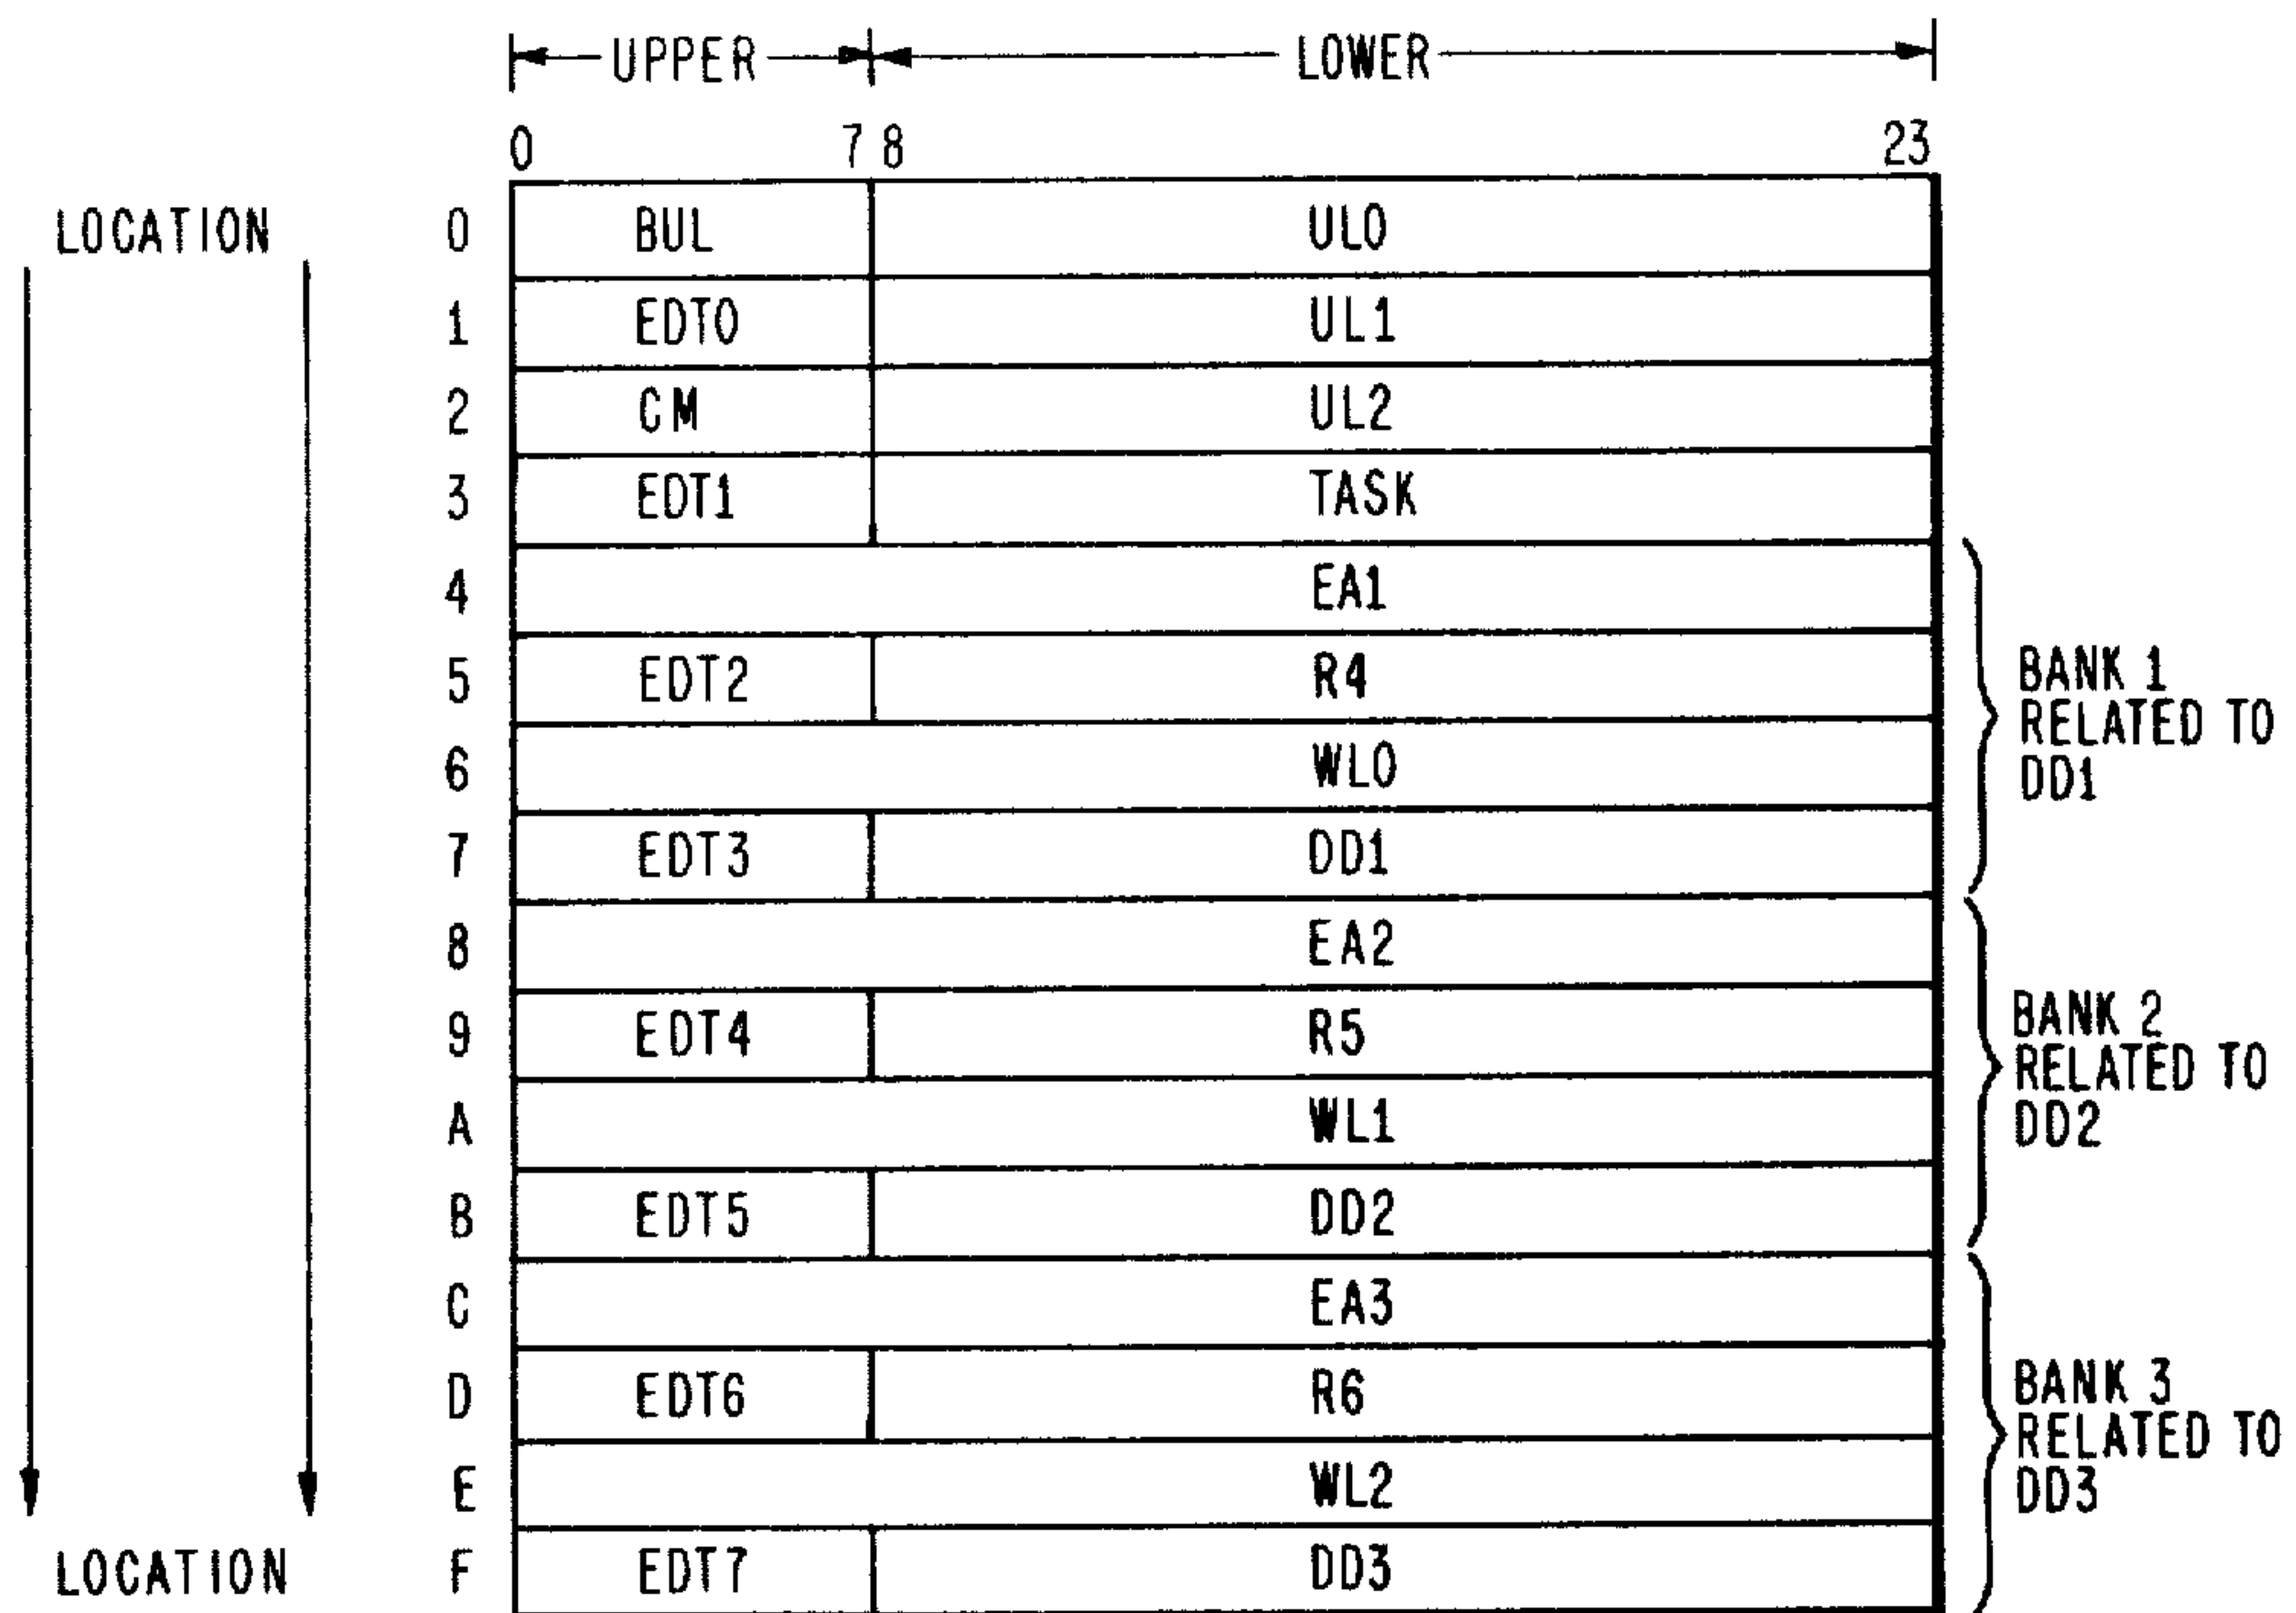 UPPER LOWER
0 7 8 23
LOCATION 0 BUL UL0
1 EDT0 UL1
2 CM UL2
3 EDT1 TASK
4 EA1
5 EDT2 R4
6 WL0
7 EDT3 DD1
BANK 1
RELATED TO
DD1
8 EA2
9 EDT4 R5
A WL1
B EDT5 DD2
BANK 2
RELATED TO
DD2
C EA3
D EDT6 R6
E WL2
LOCATION F EDT7 DD3
BANK 3
RELATED TO
DD3